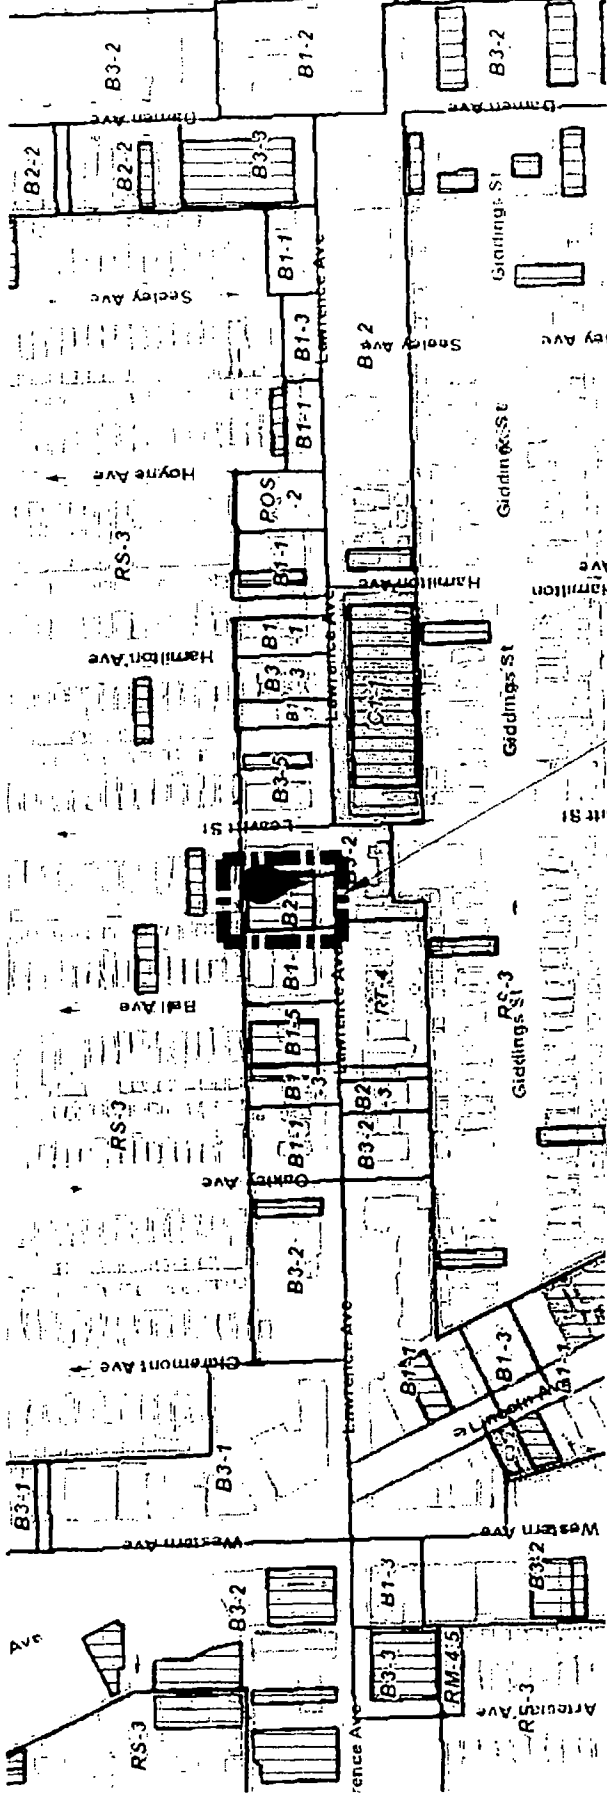 B3-2
B1-2
B3-2
Damen Ave
Damen Ave
B2-2
B2-2
B3-3
B1-1
Seeley Ave
Lawrence Ave
B1-3
Seeley Ave
Giddings St
B1-1
Hoyne Ave
POS
-2
Giddings St
RS-3
B1-1
Hamilton Ave
Hamilton
Hamilton Ave
Lawrence Ave
B1
-1
B3
-3
C1-1
Giddings St
B3-5
Leavitt St
B3-2
B2
B1-
Lawrence Ave
RT-4
RS-3
Giddings St
Bell Ave
B1-5
B1
-3
B2
-3
RS-3
B1-1
B3-2
Oakley Ave
B3-2
Claremont Ave
Lawrence Ave
B1-1
B1-3
B1-1
Lincoln
B3-1
B3-1
Western Ave
Western Ave
B3-2
B1-3
B3-2
Ave
RS-3
B3-3
RM-4.5
Artesian Ave
RS-3
rence Ave